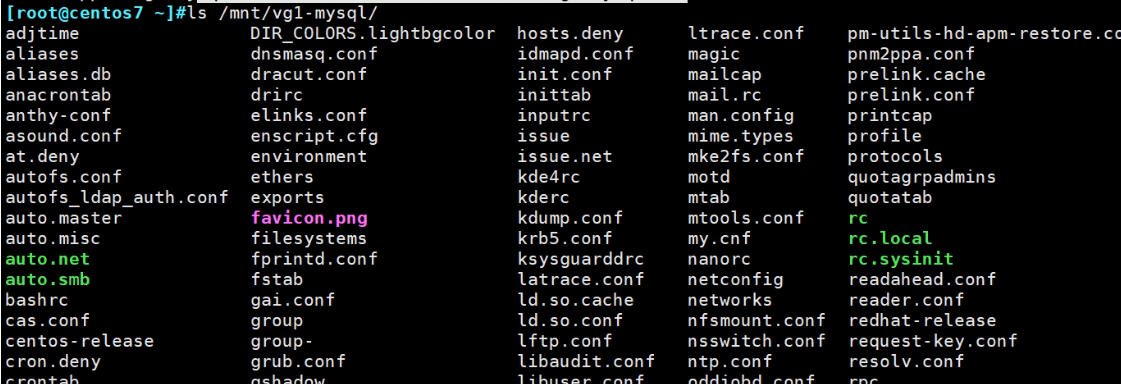 [root@centos7 ~]#ls /mnt/vg1-mysql/
adjtime DIR_COLORS.lightbgcolor hosts.deny ltrace.conf pm-utils-hd-apm-restore.co
aliases dnsmasq.conf idmapd.conf magic pnm2ppa.conf
aliases.db dracut.conf init.conf mailcap prelink.cache
anacrontab drirc inittab mail.rc prelink.conf
anthy-conf elinks.conf inputrc man.config printcap
asound.conf enscript.cfg issue mime.types profile
at.deny environment issue.net mke2fs.conf protocols
autofs.conf ethers kde4rc motd quotagrpadmins
autofs_ldap_auth.conf exports kderc mtab quotatab
auto.master favicon.png kdump.conf mtools.conf rc
auto.misc filesystems krb5.conf my.cnf rc.local
auto.net fprintd.conf ksysguarddrc nanorc rc.sysinit
auto.smb fstab latrace.conf netconfig readahead.conf
bashrc gai.conf ld.so.cache networks reader.conf
cas.conf group ld.so.conf nfsmount.conf redhat-release
centos-release group- lftp.conf nsswitch.conf request-key.conf
cron.deny grub.conf libaudit.conf ntp.conf resolv.conf
crontab gshadow libuser.conf oddjobd.conf rpc